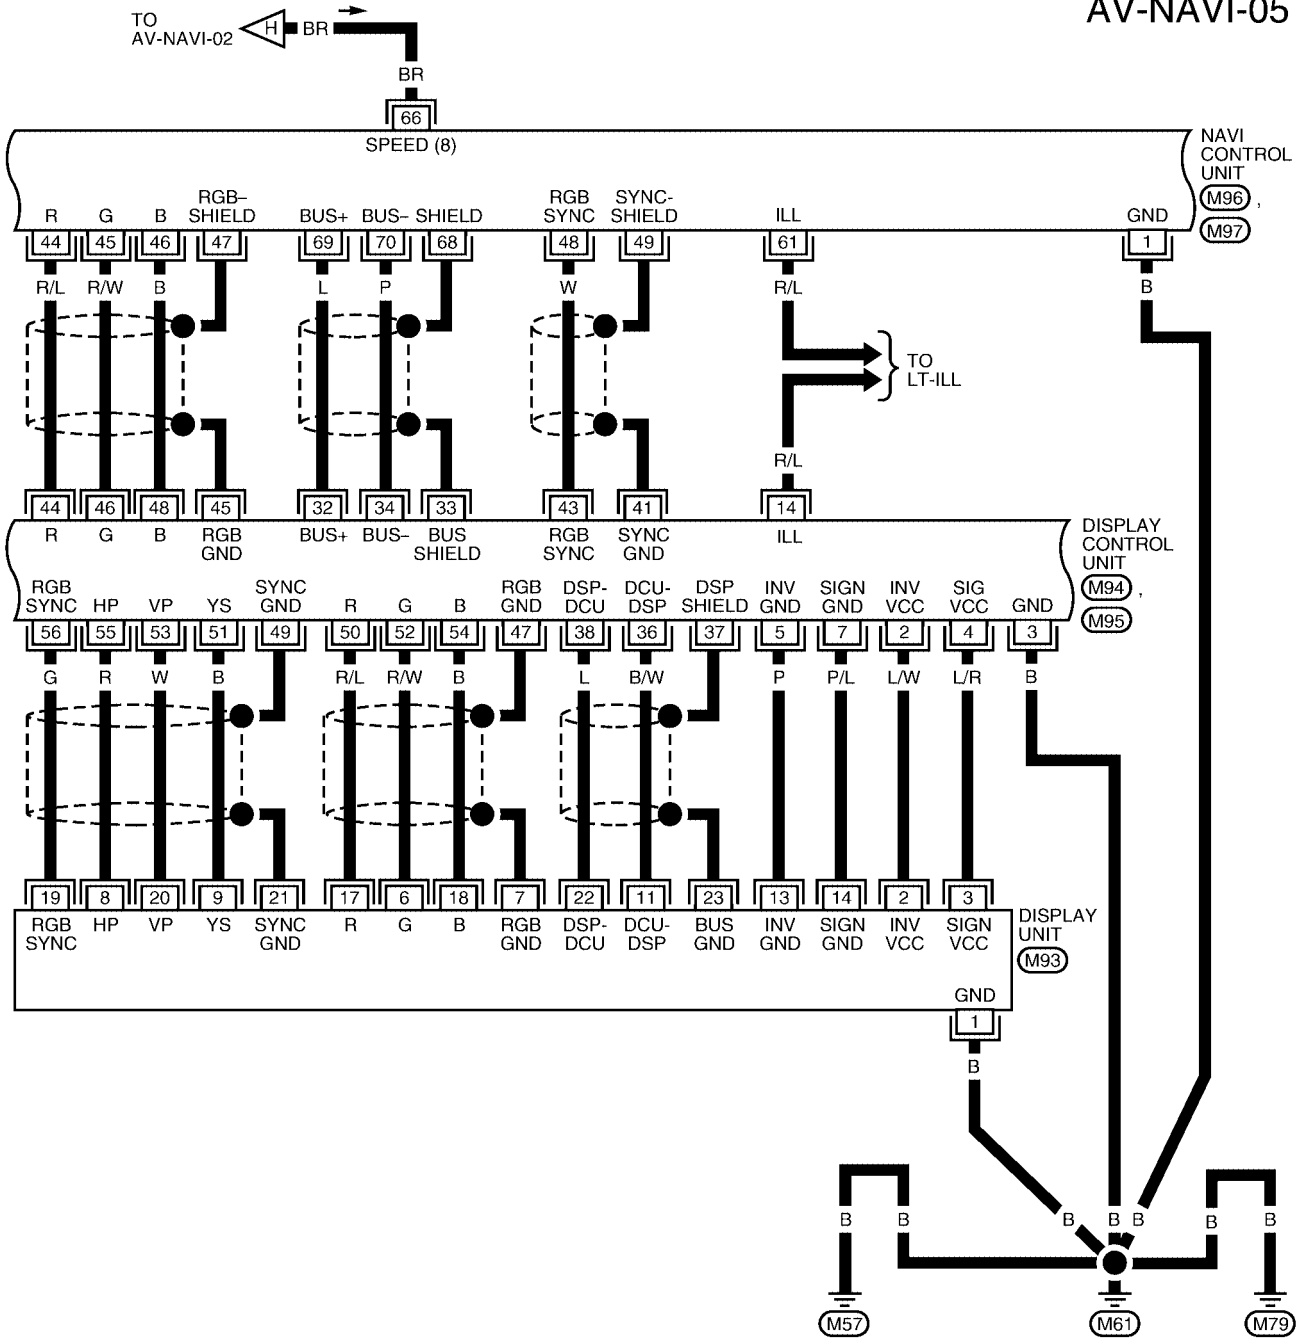 AV-NAVI-05
TO
AV-NAVI-02
H
BR
BR
66
SPEED (8)
NAVI
CONTROL
UNIT
M96 ,
M97
R G B RGB–
SHIELD BUS+ BUS– SHIELD RGB
SYNC SYNC-
SHIELD ILL GND
44 45 46 47 69 70 68 48 49 61 1
R/L R/W B L P W R/L B
TO
LT-ILL
R/L
44 46 48 45 32 34 33 43 41 14
R G B RGB
GND BUS+ BUS– BUS
SHIELD RGB
SYNC SYNC
GND ILL
DISPLAY
CONTROL
UNIT
M94 ,
M95
RGB
SYNC HP VP YS SYNC
GND R G B RGB
GND DSP-
DCU DCU-
DSP DSP
SHIELD INV
GND SIGN
GND INV
VCC SIG
VCC GND
56 55 53 51 49 50 52 54 47 38 36 37 5 7 2 4 3
G R W B R/L R/W B L B/W P P/L L/W L/R B
19 8 20 9 21 17 6 18 7 22 11 23 13 14 2 3
RGB
SYNC HP VP YS SYNC
GND R G B RGB
GND DSP-
DCU DCU-
DSP BUS
GND INV
GND SIGN
GND INV
VCC SIGN
VCC
DISPLAY
UNIT
M93
GND
1
B
B B B B B B B
M57 M61 M79